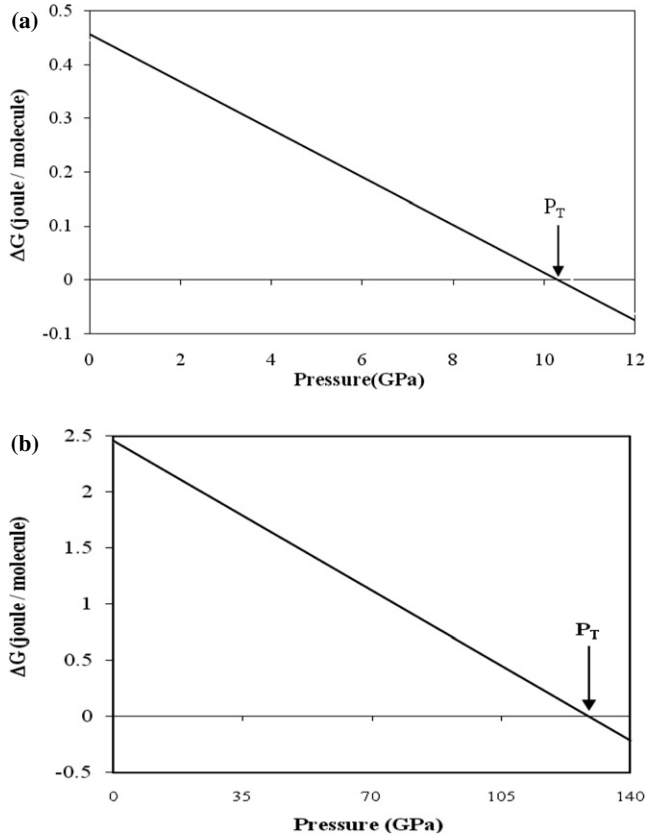 (a)
0.5
0.4
0.3
0.2
0.1
0
-0.1
ΔG (joule / molecule)
P_T
0 2 4 6 8 10 12
Pressure(GPa)
(b)
2.5
2
1.5
1
0.5
0
-0.5
ΔG (joule / molecule)
P_T
0 35 70 105 140
Pressure (GPa)